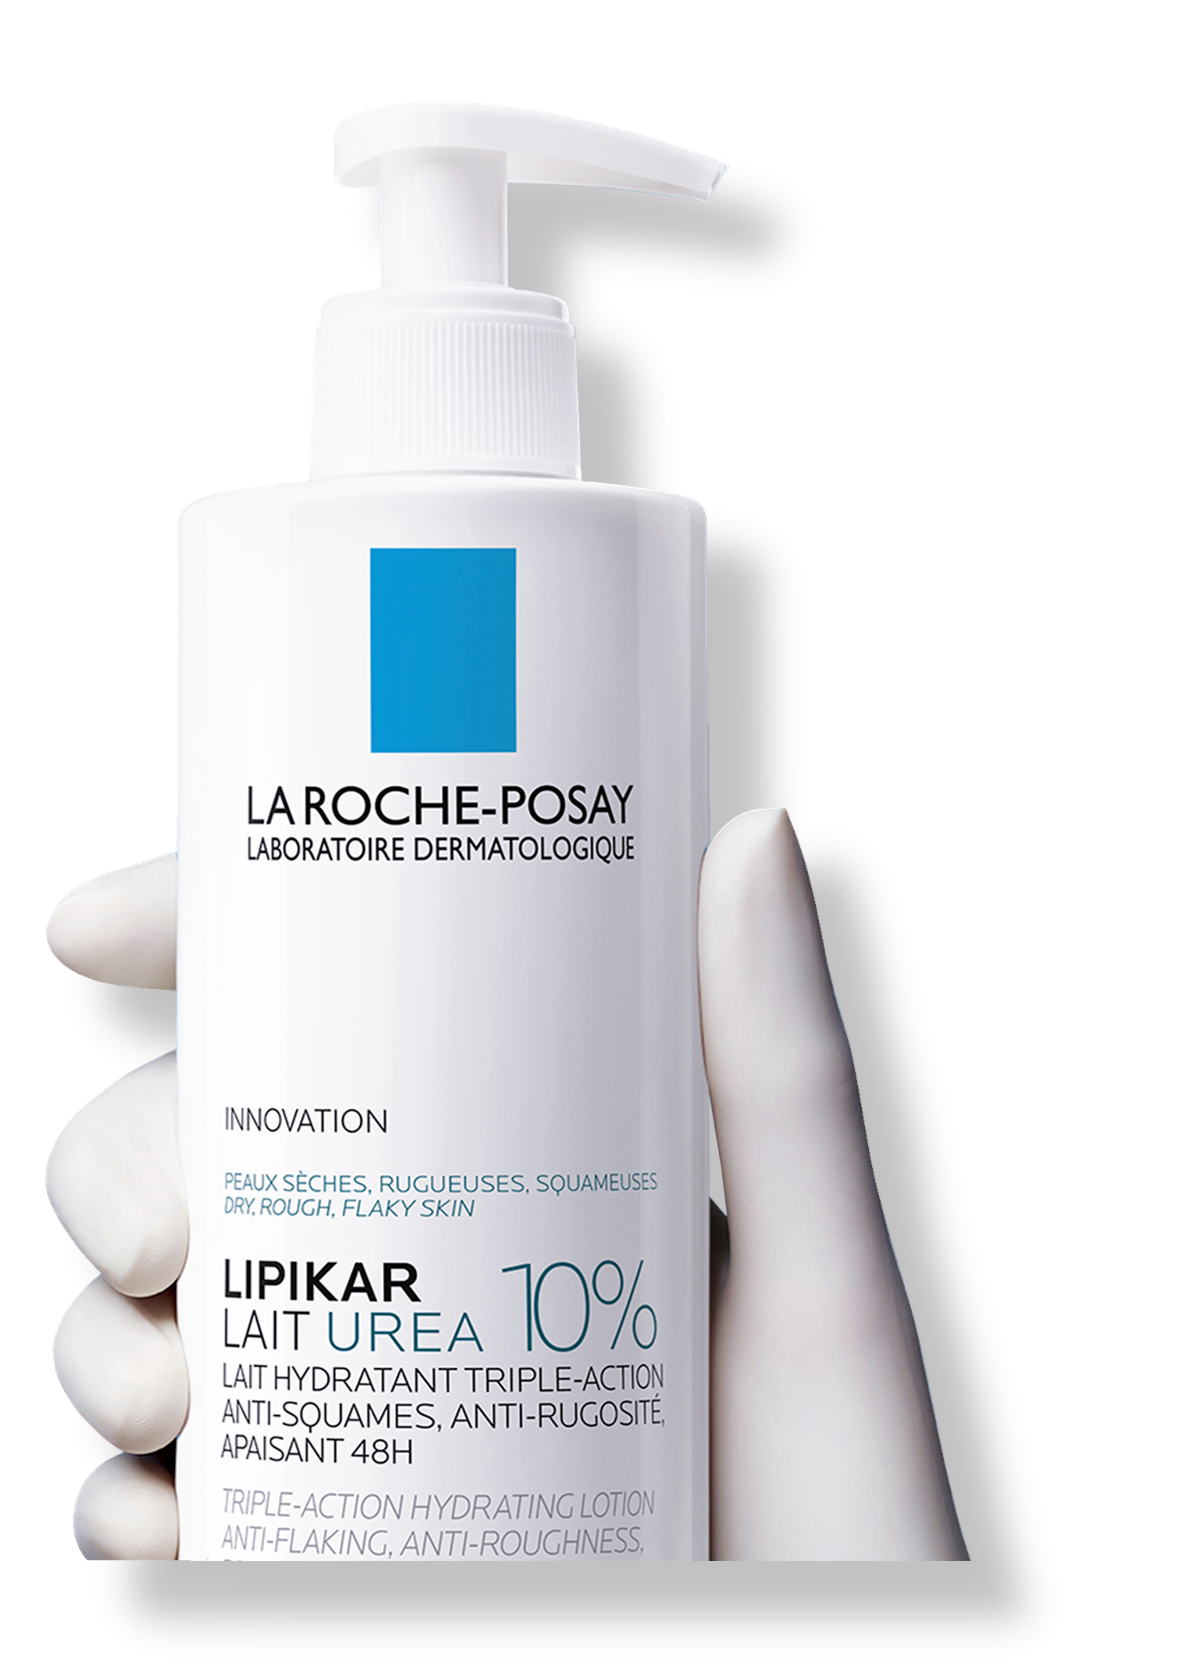 LA ROCHE-POSAY
LABORATOIRE DERMATOLOGIQUE
INNOVATION
PEAUX SÈCHES, RUGUEUSES, SQUAMEUSES
DRY, ROUGH, FLAKY SKIN
LIPIKAR
LAIT UREA 10%
LAIT HYDRATANT TRIPLE-ACTION
ANTI-SQUAMES, ANTI-RUGOSITÉ,
APAISANT 48H
TRIPLE-ACTION HYDRATING LOTION
ANTI-FLAKING, ANTI-ROUGHNESS,